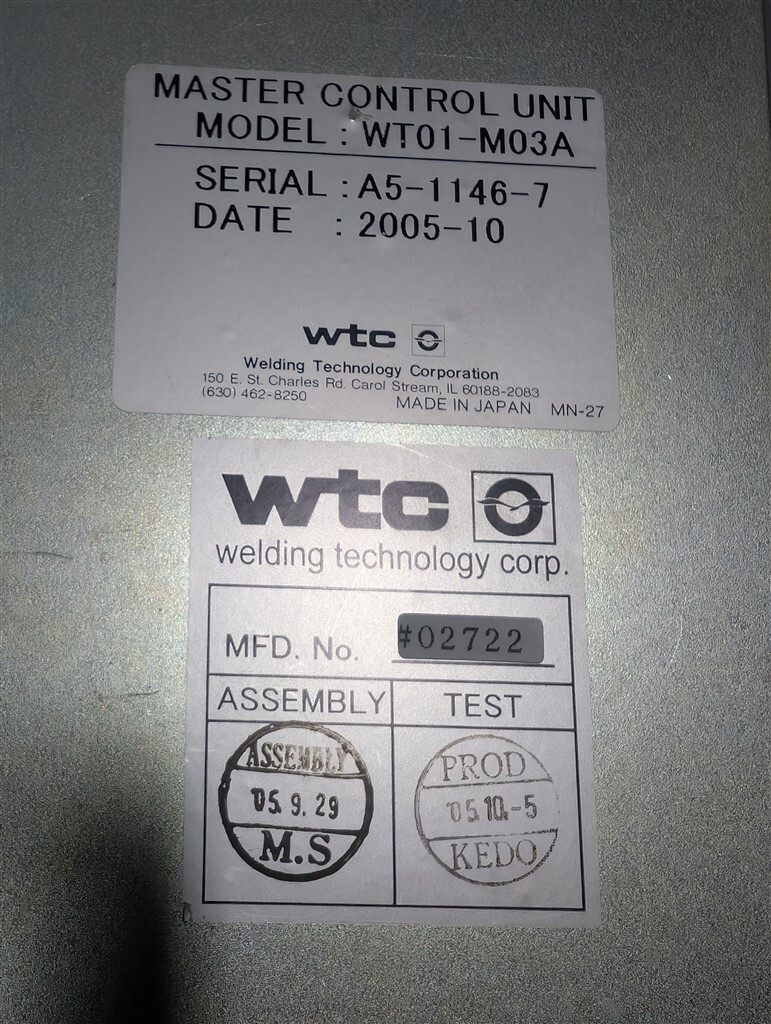 MASTER CONTROL UNIT
MODEL : WT01-M03A
SERIAL : A5-1146-7
DATE : 2005-10
wtc
Welding Technology Corporation
150 E. St. Charles Rd. Carol Stream, IL 60188-2083
(630) 462-8250
MADE IN JAPAN MN-27
wtc
welding technology corp.
MFD. No. #02722
ASSEMBLY TEST
ASSEMBLY
'05. 9. 29
M.S
PROD
'05.10.-5
KEDO